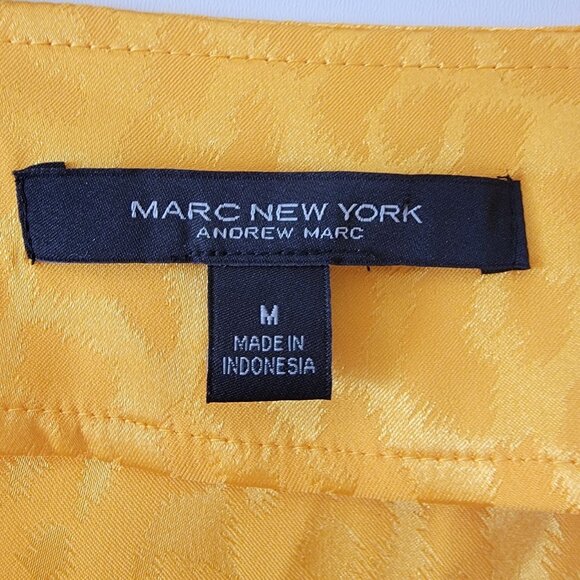 MARC NEW YORK
ANDREW MARC
M
MADE IN
INDONESIA